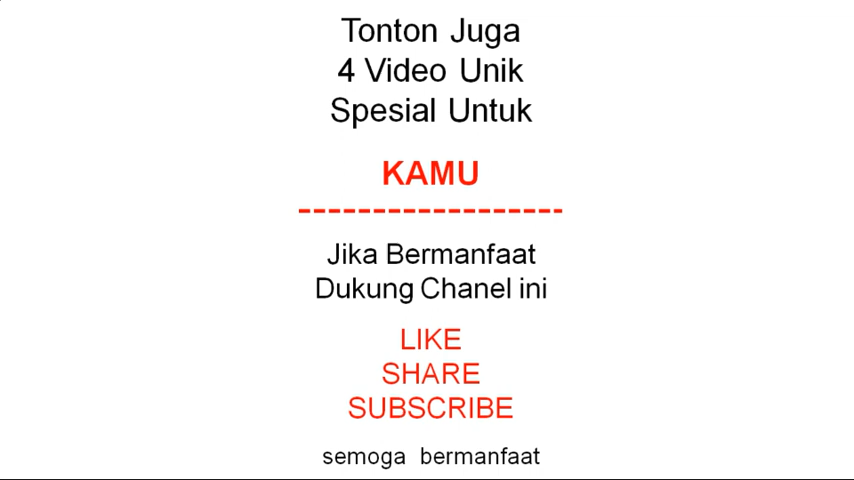 Tonton Juga
4 Video Unik
Spesial Untuk
KAMU
------------------
Jika Bermanfaat
Dukung Chanel ini
LIKE
SHARE
SUBSCRIBE
semoga bermanfaat